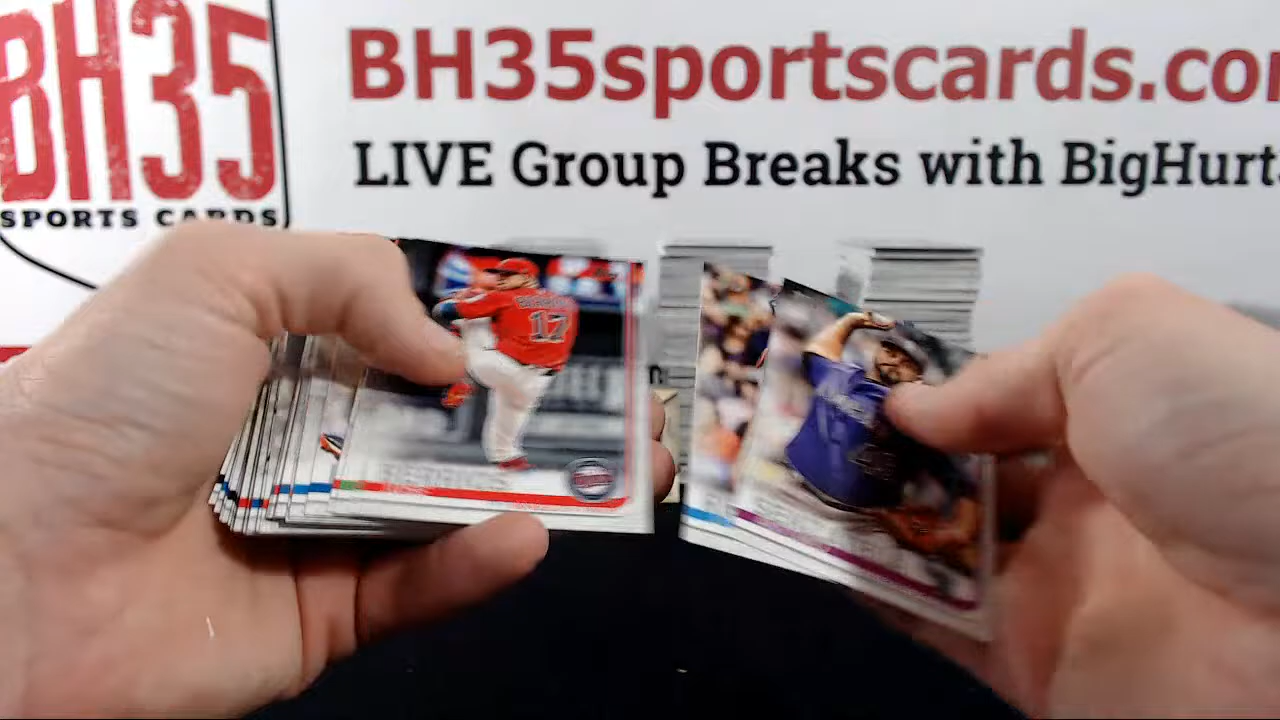 BH35
SPORTS CARDS
BH35sportscards.co
LIVE Group Breaks with BigHurt
17